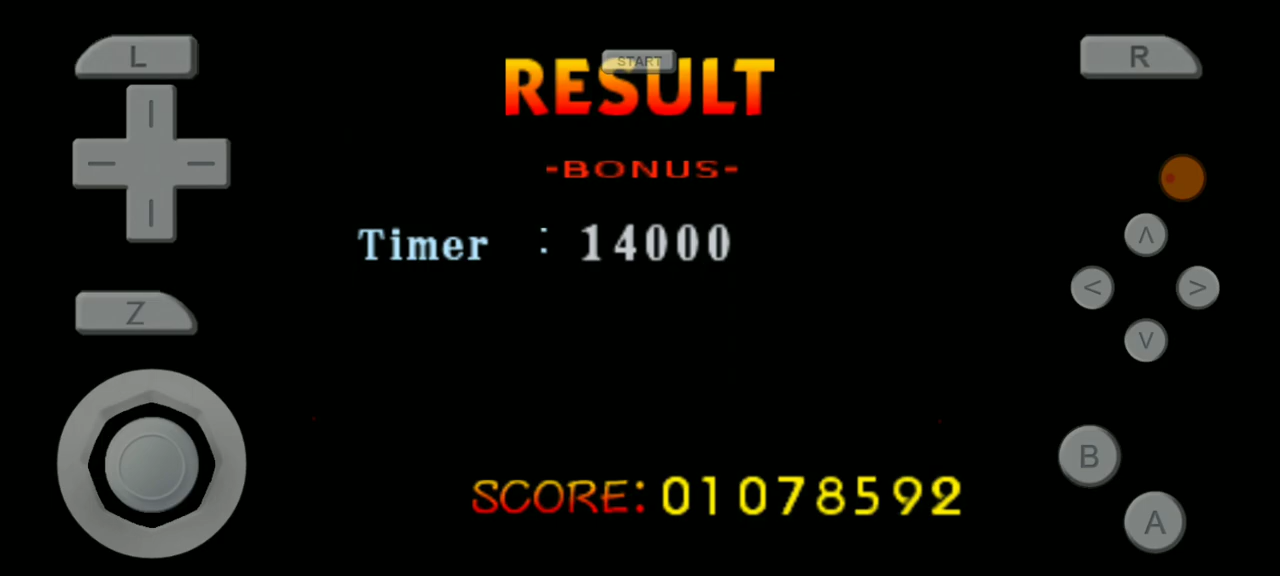 L
START
R
RESULT
-BONUS-
Timer : 14000
Z
SCORE: 01078592
B
A